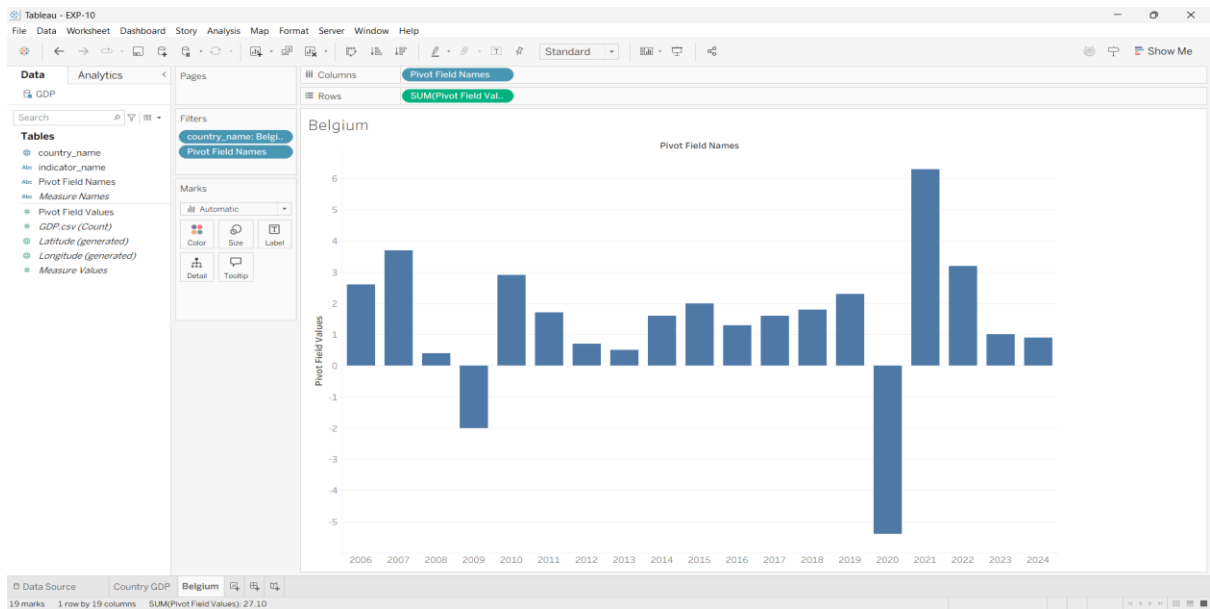 Tableau - EXP-10
File Data Worksheet Dashboard Story Analysis Map Format Server Window Help
Standard
Show Me
Data Analytics
GDP
Search
Tables
country_name
Abc indicator_name
Abc Pivot Field Names
Abc Measure Names
# Pivot Field Values
# GDP.csv (Count)
Latitude (generated)
Longitude (generated)
# Measure Values
Pages
Filters
country_name: Belgi..
Pivot Field Names
Marks
Automatic
Color Size Label
Detail Tooltip
Columns Pivot Field Names
Rows SUM(Pivot Field Val..
Belgium
Pivot Field Names
Pivot Field Values
6
5
4
3
2
1
0
-1
-2
-3
-4
-5
2006 2007 2008 2009 2010 2011 2012 2013 2014 2015 2016 2017 2018 2019 2020 2021 2022 2023 2024
Data Source Country GDP Belgium
19 marks 1 row by 19 columns SUM(Pivot Field Values): 27.10